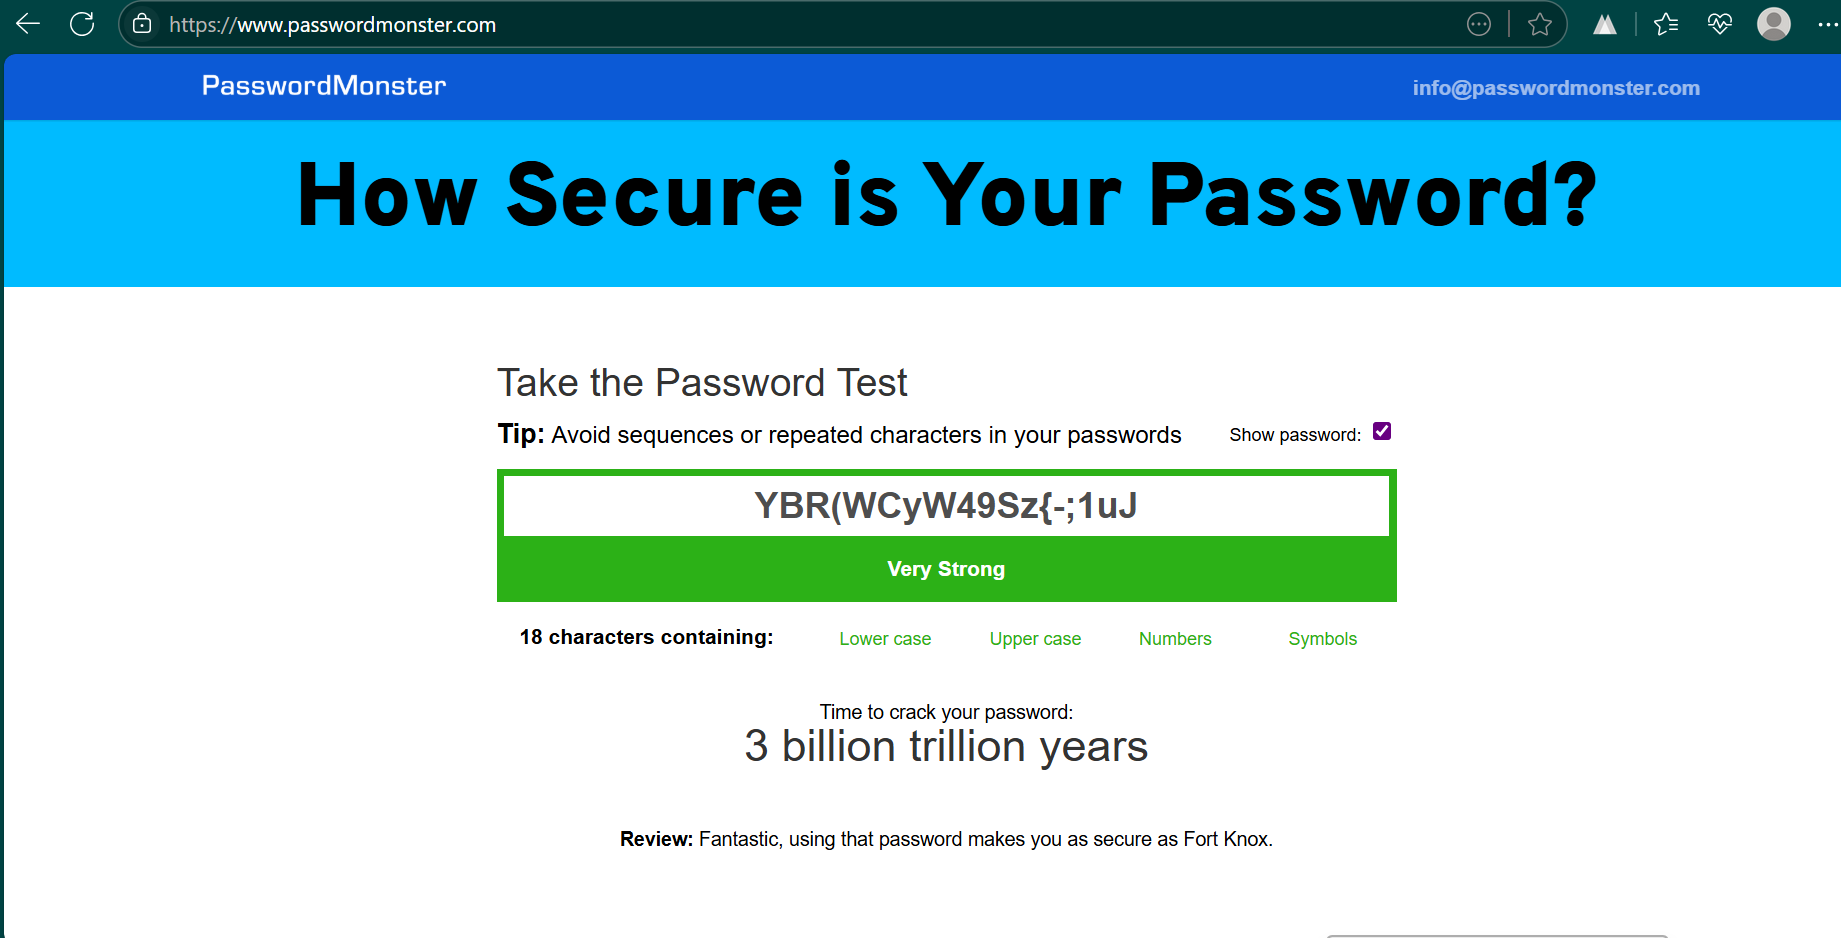 https://www.passwordmonster.com
PasswordMonster
info@passwordmonster.com
How Secure is Your Password?
Take the Password Test
Tip: Avoid sequences or repeated characters in your passwords
Show password:
YBR(WCyW49Sz{-;1uJ
Very Strong
18 characters containing:
Lower case
Upper case
Numbers
Symbols
Time to crack your password:
3 billion trillion years
Review: Fantastic, using that password makes you as secure as Fort Knox.